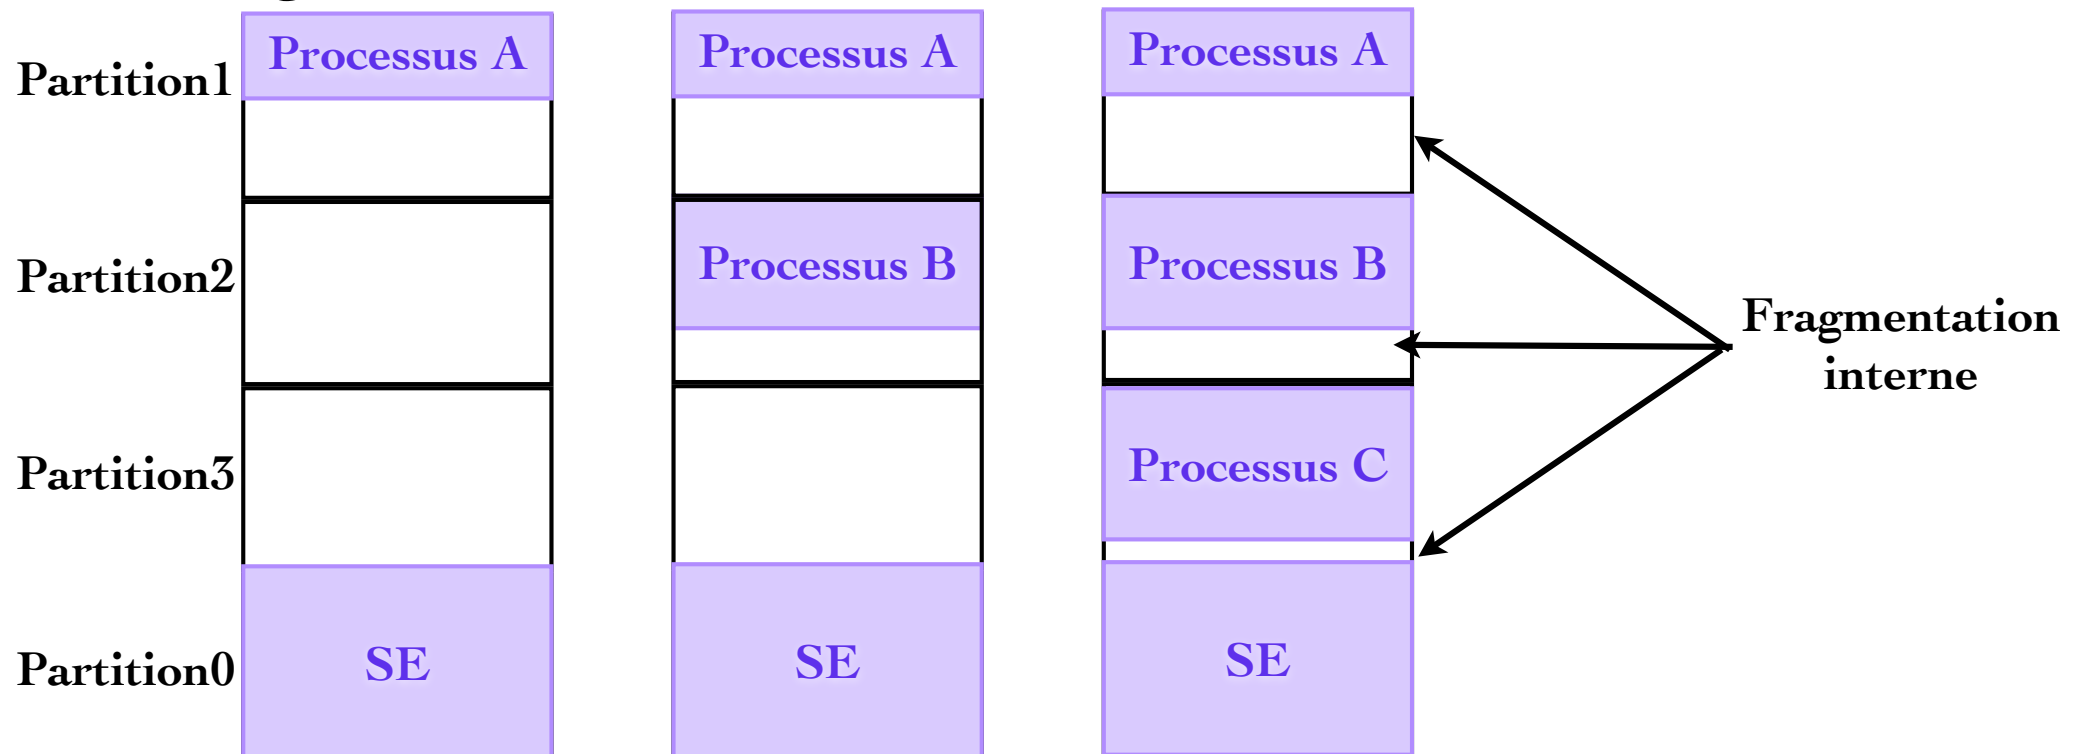 Partition1
Processus A
Processus A
Processus A
Partition2
Processus B
Processus B
Fragmentation
interne
Partition3
Processus C
Partition0
SE
SE
SE